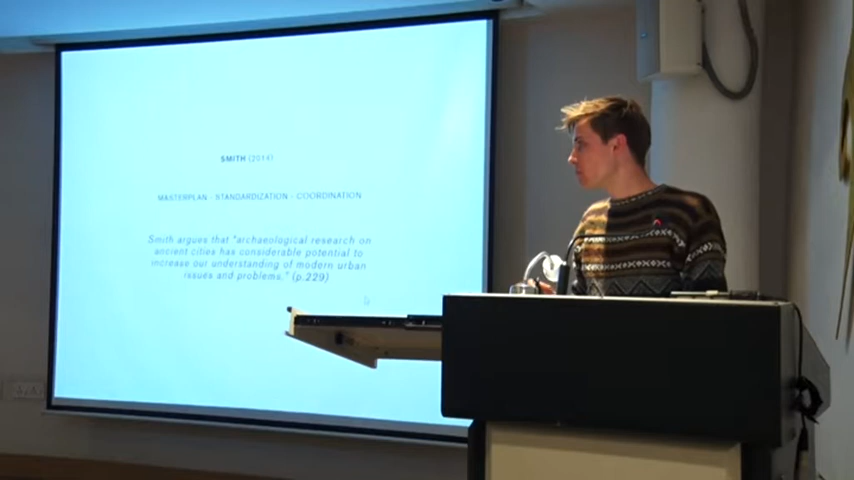 SMITH (2014)
MASTERPLAN - STANDARDIZATION - COORDINATION
Smith argues that "archaeological research on
ancient cities has considerable potential to
increase our understanding of modern urban
issues and problems." (p.229)